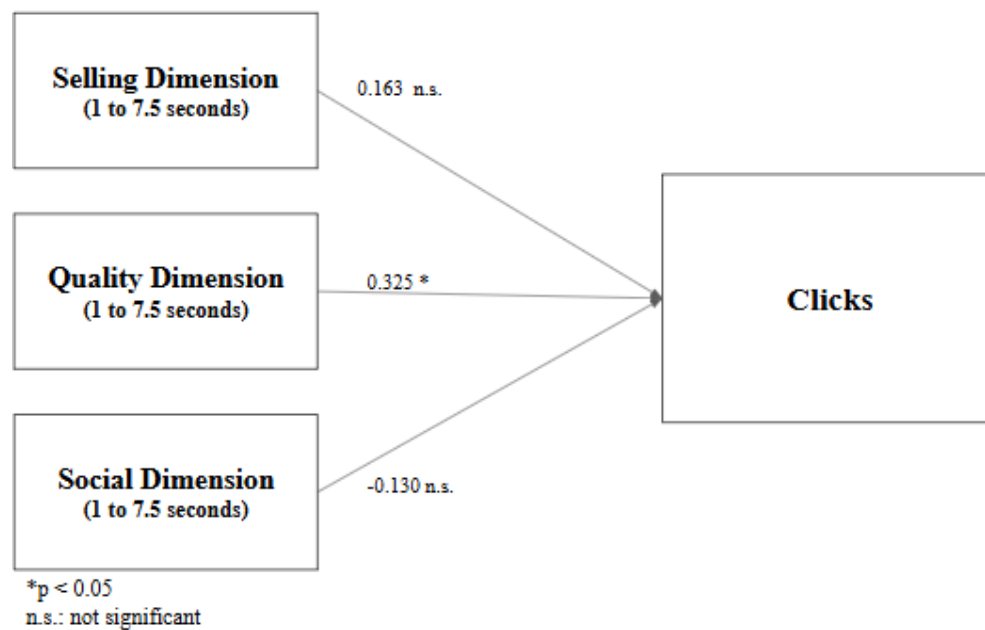 Selling Dimension
(1 to 7.5 seconds)
0.163 n.s.
Quality Dimension
(1 to 7.5 seconds)
0.325 *
Clicks
Social Dimension
(1 to 7.5 seconds)
-0.130 n.s.
*p < 0.05
n.s.: not significant